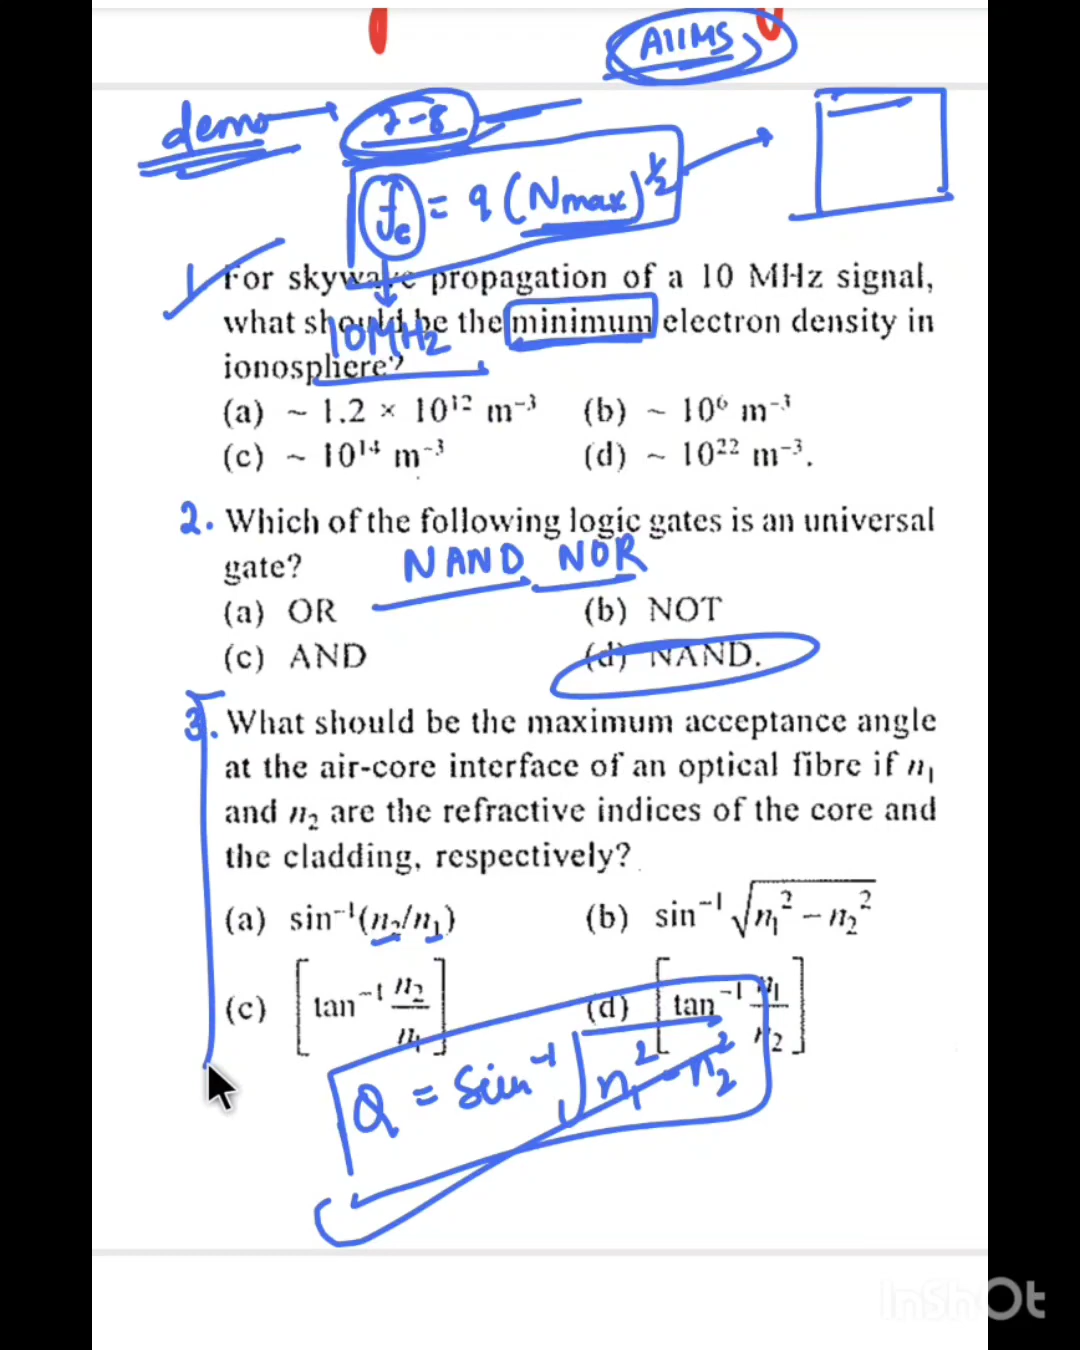 AIIMS
demo
7-8
fc = 9 (Nmax)^½
1 For skywave propagation of a 10 MHz signal,
what should be the minimum electron density in
10MHz
ionosphere?
(a) ~ 1.2 × 10¹² m⁻³ (b) ~ 10⁶ m⁻³
(c) ~ 10¹⁴ m⁻³ (d) ~ 10²² m⁻³.
2. Which of the following logic gates is an universal
gate? NAND NOR
(a) OR (b) NOT
(c) AND (d) NAND.
3. What should be the maximum acceptance angle
at the air-core interface of an optical fibre if n₁
and n₂ are the refractive indices of the core and
the cladding, respectively?
(a) sin⁻¹(n₂/n₁) (b) sin⁻¹ √(n₁² − n₂²)
(c) [tan⁻¹ n₂/n₁] (d) [tan⁻¹ n₁/n₂]
Q = Sin⁻¹ √(n₁² − n₂²)
InShOt